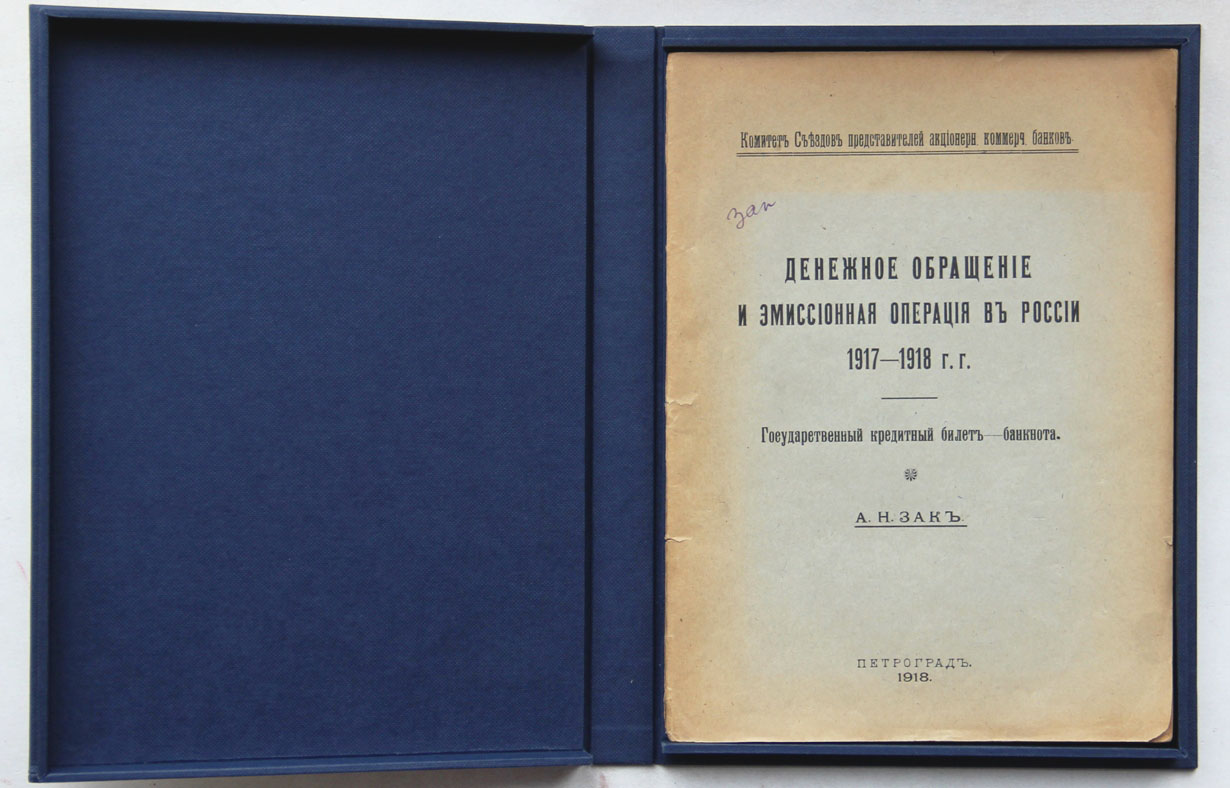 Комитетъ Съѣздовъ представителей акціонерн. коммерч. банковъ.
зак
ДЕНЕЖНОЕ ОБРАЩЕНІЕ
И ЭМИССІОННАЯ ОПЕРАЦІЯ ВЪ РОССІИ
1917—1918 г. г.
Государственный кредитный билетъ—банкнота.
А. Н. ЗАКЪ.
ПЕТРОГРАДЪ.
1918.